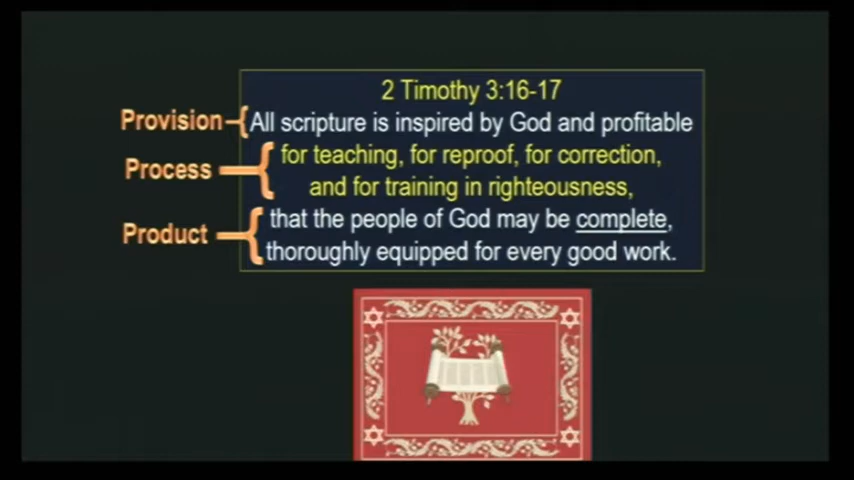 2 Timothy 3:16-17
Provision All scripture is inspired by God and profitable
Process for teaching, for reproof, for correction,
and for training in righteousness,
Product that the people of God may be complete,
thoroughly equipped for every good work.